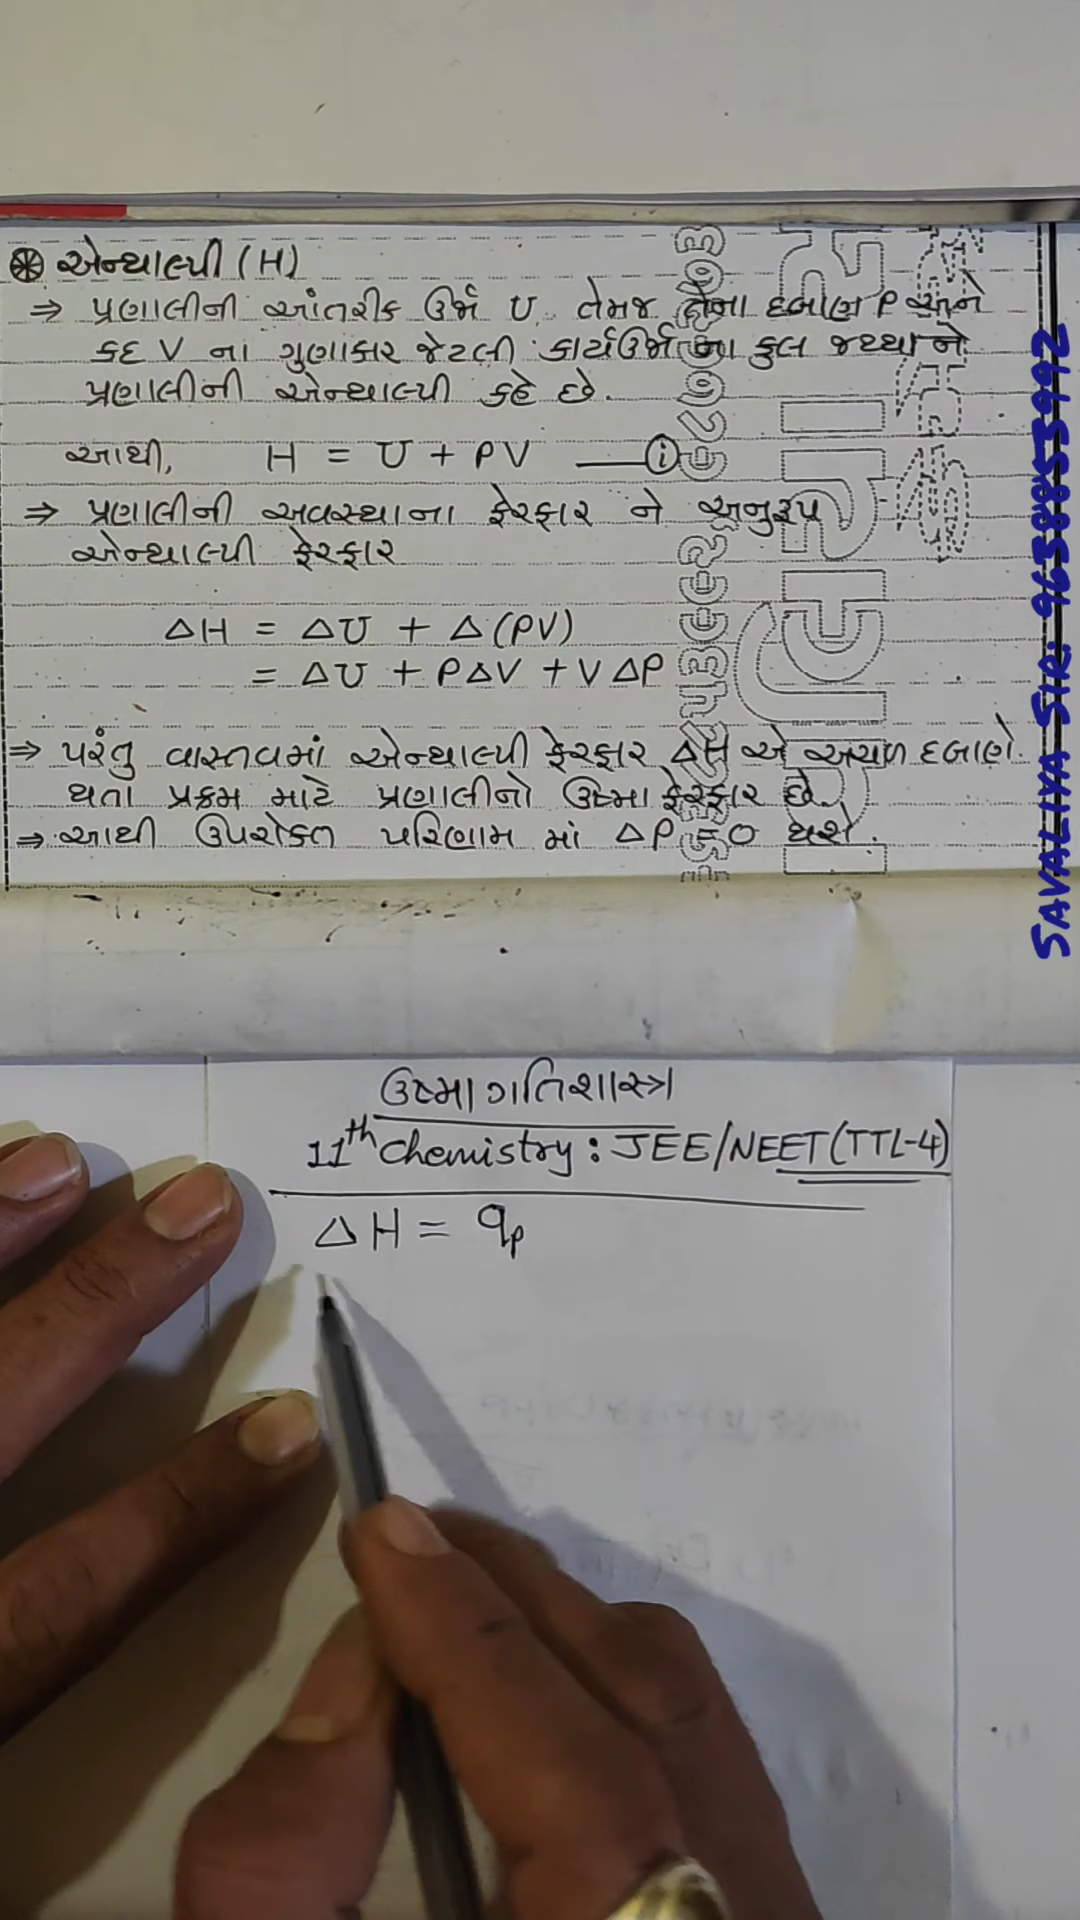 એન્થાલ્પી (H)
⇒ પ્રણાલીની આંતરીક ઉર્જા U તેમજ તેના દબાણ P અને
કદ V ના ગુણાકાર જેટલી કાર્યઉર્જા ના કુલ જથ્થા ને
પ્રણાલીની એન્થાલ્પી કહે છે.
આથી, H = U + PV —— (i)
⇒ પ્રણાલીની અવસ્થાના ફેરફાર ને અનુરૂપ
એન્થાલ્પી ફેરફાર
ΔH = ΔU + Δ(PV)
= ΔU + PΔV + VΔP
⇒ પરંતુ વાસ્તવમાં એન્થાલ્પી ફેરફાર ΔH એ અચળ દબાણે
થતા પ્રક્રમ માટે પ્રણાલીનો ઉષ્મા ફેરફાર છે.
⇒ આથી ઉપરોક્ત પરિણામ માં ΔP = 0 થશે.
SAVALIYA SIR: 9638853992
ઉષ્માગતિશાસ્ત્ર
11th Chemistry: JEE/NEET(TTL-4)
ΔH = qp